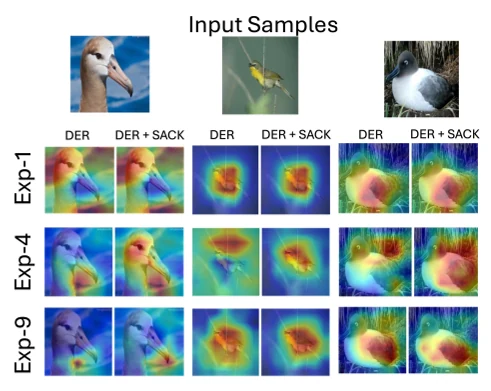 Input Samples
DER DER + SACK DER DER + SACK DER DER + SACK
Exp-1
Exp-4
Exp-9